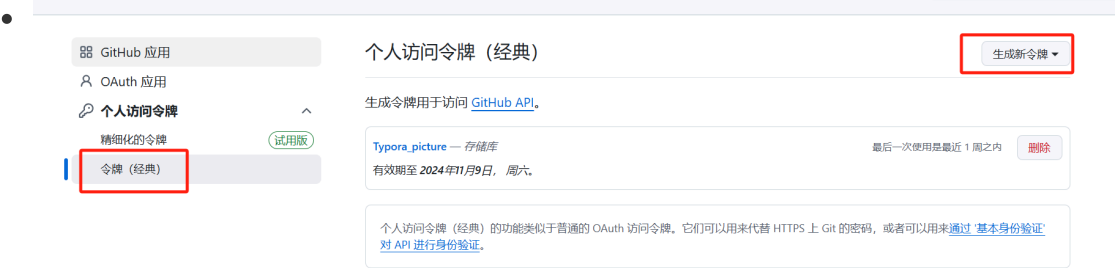 GitHub 应用
OAuth 应用
个人访问令牌
精细化的令牌 试用版
令牌（经典）
个人访问令牌（经典）
生成新令牌
生成令牌用于访问 GitHub API。
Typora_picture — 存储库
最后一次使用是最近 1 周之内
删除
有效期至 2024年11月9日， 周六。
个人访问令牌（经典）的功能类似于普通的 OAuth 访问令牌。它们可以用来代替 HTTPS 上 Git 的密码，或者可以用来通过 '基本身份验证'
对 API 进行身份验证。